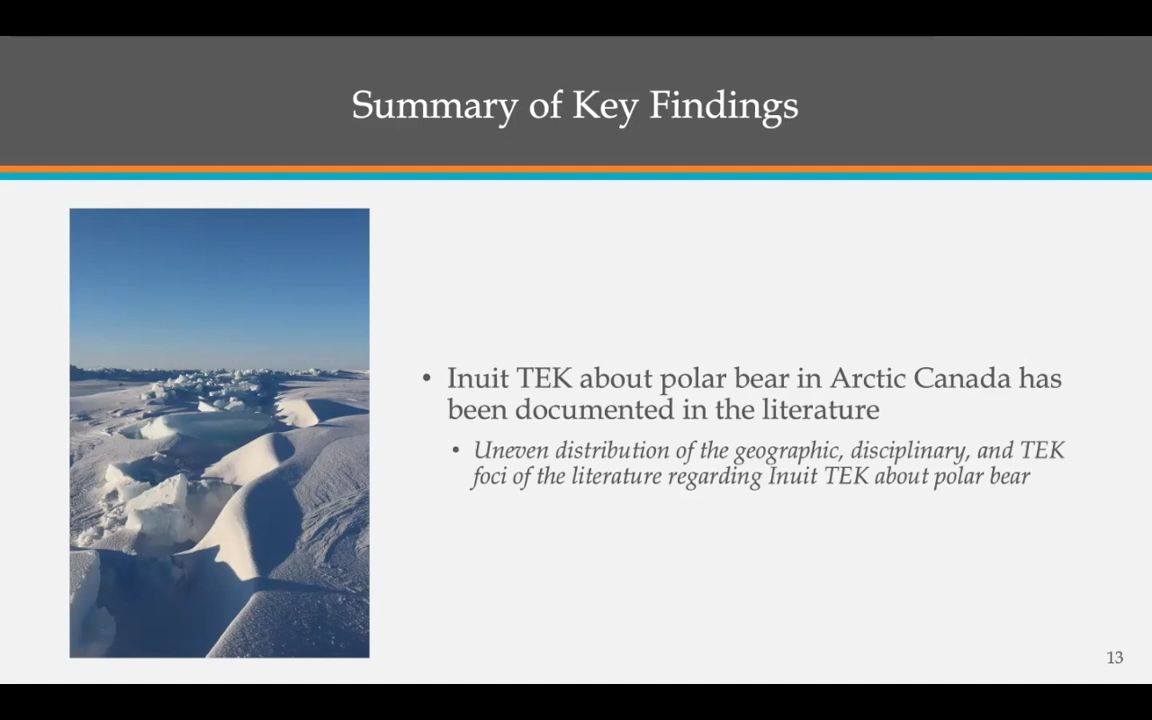 Summary of Key Findings
• Inuit TEK about polar bear in Arctic Canada has
been documented in the literature
• Uneven distribution of the geographic, disciplinary, and TEK
foci of the literature regarding Inuit TEK about polar bear
13